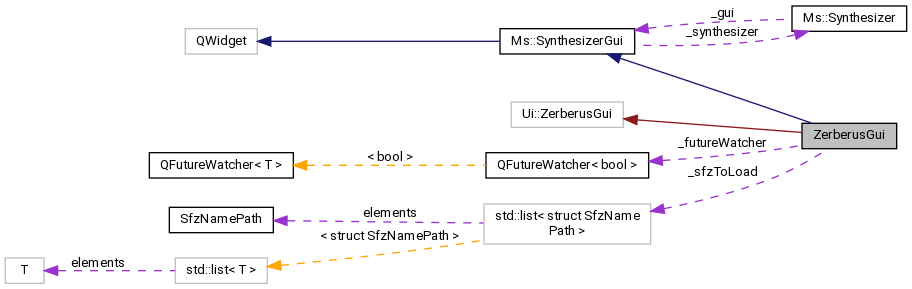 _gui
Ms::Synthesizer
QWidget
Ms::SynthesizerGui
_synthesizer
Ui::ZerberusGui
ZerberusGui
_futureWatcher
QFutureWatcher< T >
< bool >
QFutureWatcher< bool >
_sfzToLoad
SfzNamePath
elements
std::list< struct SfzName
Path >
< struct SfzNamePath >
T
elements
std::list< T >